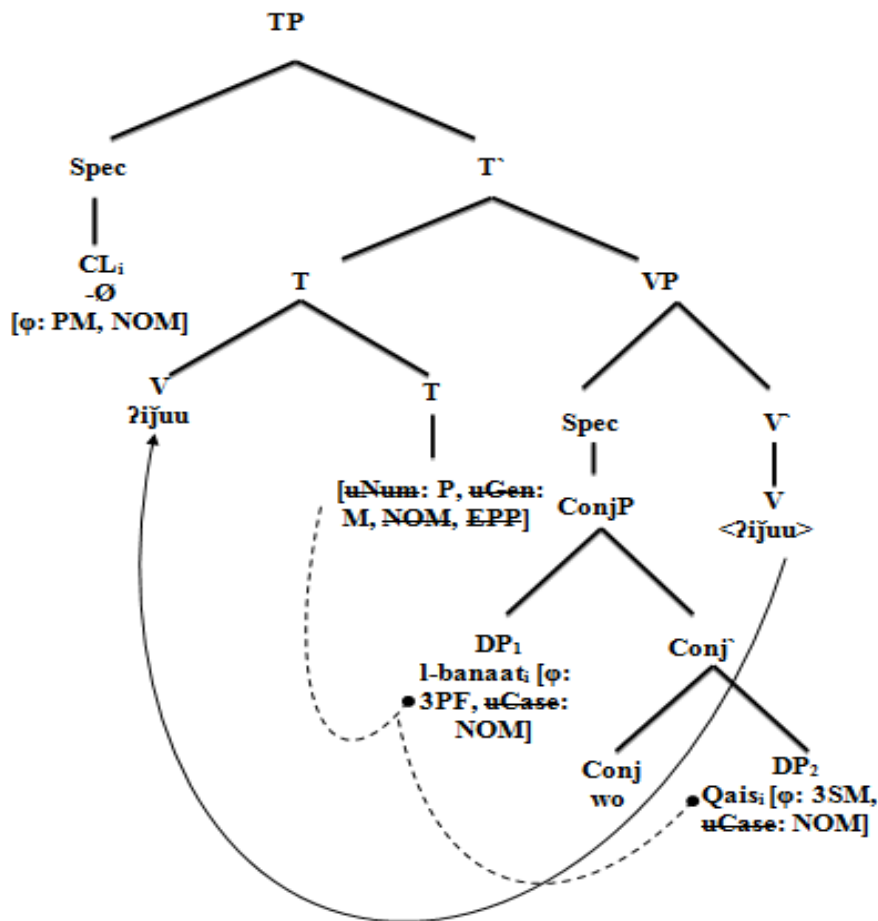 TP
Spec T`
CLᵢ
-Ø
[φ: PM, NOM]
T VP
V T
ʔiǰuu
Spec V`
[uNum: P, uGen:
M, NOM, EPP]
ConjP V
<ʔiǰuu>
DP₁ Conj`
l-banaatᵢ [φ:
3PF, uCase:
NOM]
Conj DP₂
wo Qaisᵢ [φ: 3SM,
uCase: NOM]